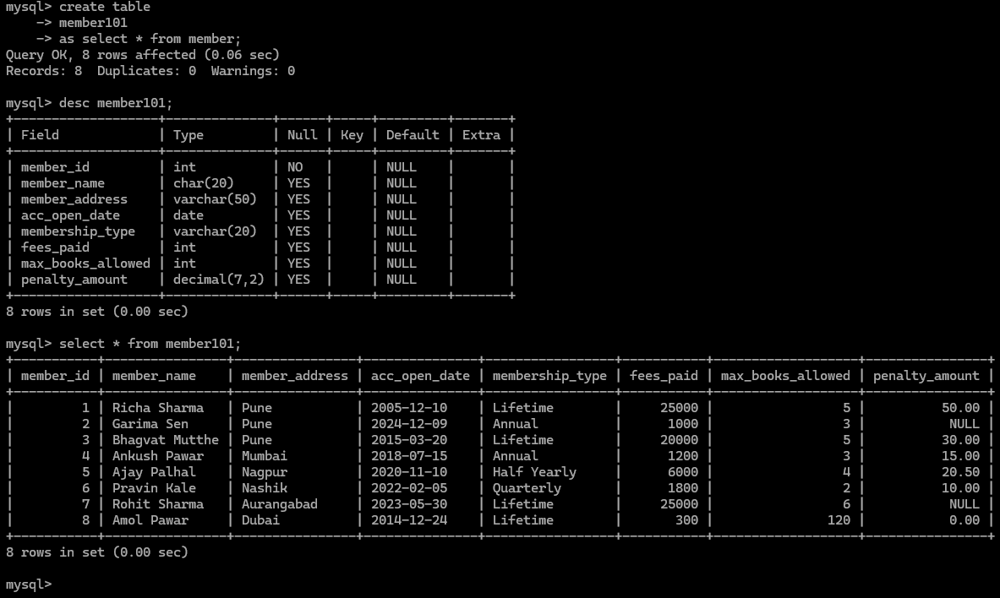 mysql> create table
    -> member101
    -> as select * from member;
Query OK, 8 rows affected (0.06 sec)
Records: 8  Duplicates: 0  Warnings: 0

mysql> desc member101;
+-------------------+--------------+------+-----+---------+-------+
| Field             | Type         | Null | Key | Default | Extra |
+-------------------+--------------+------+-----+---------+-------+
| member_id         | int          | NO   |     | NULL    |       |
| member_name       | char(20)     | YES  |     | NULL    |       |
| member_address    | varchar(50)  | YES  |     | NULL    |       |
| acc_open_date     | date         | YES  |     | NULL    |       |
| membership_type   | varchar(20)  | YES  |     | NULL    |       |
| fees_paid         | int          | YES  |     | NULL    |       |
| max_books_allowed | int          | YES  |     | NULL    |       |
| penalty_amount    | decimal(7,2) | YES  |     | NULL    |       |
+-------------------+--------------+------+-----+---------+-------+
8 rows in set (0.00 sec)

mysql> select * from member101;
+-----------+----------------+----------------+---------------+-----------------+-----------+-------------------+----------------+
| member_id | member_name    | member_address | acc_open_date | membership_type | fees_paid | max_books_allowed | penalty_amount |
+-----------+----------------+----------------+---------------+-----------------+-----------+-------------------+----------------+
|         1 | Richa Sharma   | Pune           | 2005-12-10    | Lifetime        |     25000 |                 5 |          50.00 |
|         2 | Garima Sen     | Pune           | 2024-12-09    | Annual          |      1000 |                 3 |           NULL |
|         3 | Bhagvat Mutthe | Pune           | 2015-03-20    | Lifetime        |     20000 |                 5 |          30.00 |
|         4 | Ankush Pawar   | Mumbai         | 2018-07-15    | Annual          |      1200 |                 3 |          15.00 |
|         5 | Ajay Palhal    | Nagpur         | 2020-11-10    | Half Yearly     |      6000 |                 4 |          20.50 |
|         6 | Pravin Kale    | Nashik         | 2022-02-05    | Quarterly       |      1800 |                 2 |          10.00 |
|         7 | Rohit Sharma   | Aurangabad     | 2023-05-30    | Lifetime        |     25000 |                 6 |           NULL |
|         8 | Amol Pawar     | Dubai          | 2014-12-24    | Lifetime        |       300 |               120 |           0.00 |
+-----------+----------------+----------------+---------------+-----------------+-----------+-------------------+----------------+
8 rows in set (0.00 sec)

mysql>